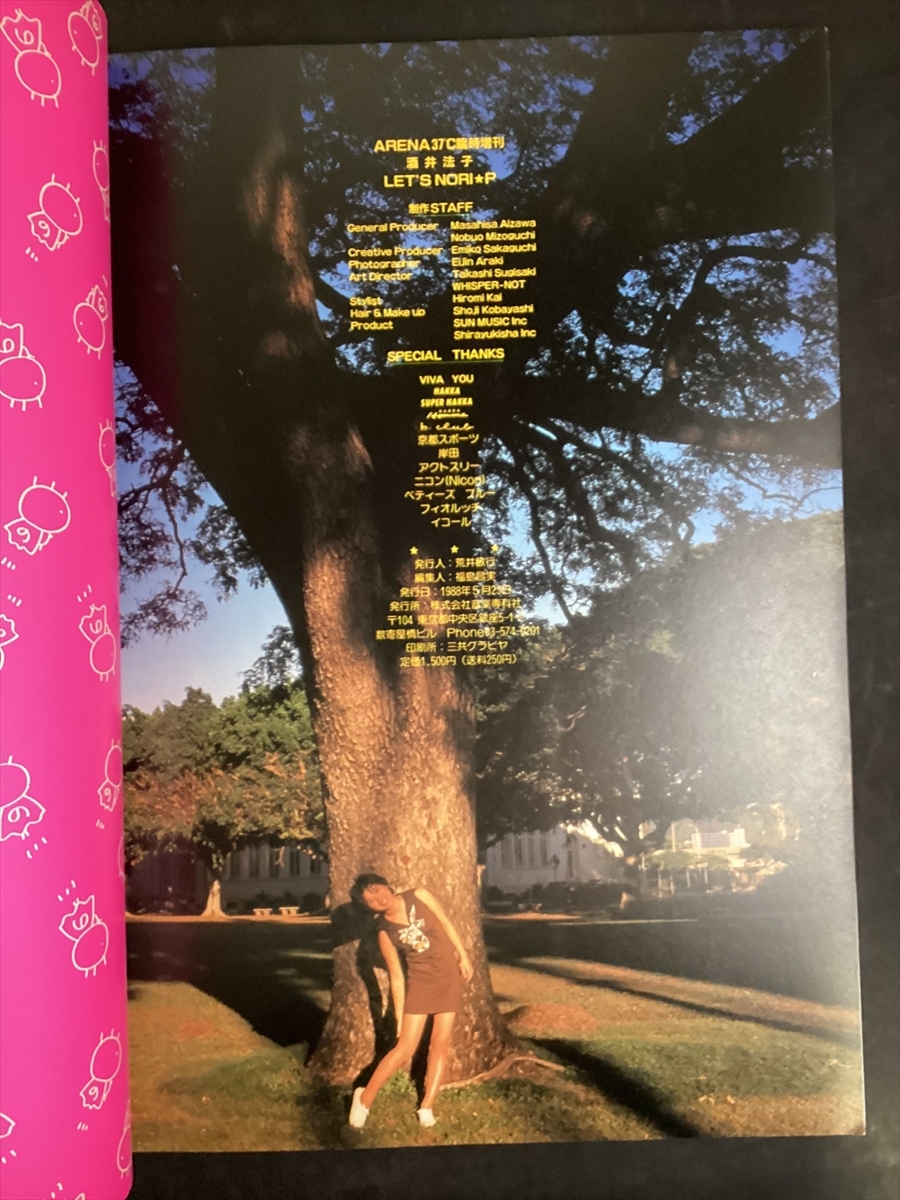 ARENA37℃臨時増刊
酒井法子
LET'S NORI★P
制作STAFF
General Producer Masahisa Aizawa
Nobuo Mizoguchi
Creative Producer Emiko Sakaguchi
Photographer Eijin Araki
Art Director Takashi Sugisaki
WHISPER-NOT
Stylist Hiromi Kai
Hair & Make up Shoji Kobayashi
Product SUN MUSIC Inc
Shirayukisha Inc
SPECIAL THANKS
VIVA YOU
HAKKA
SUPER HAKKA
Homme
b. club
京都スポーツ
岸田
アクトスリー
ニコン(Nicon)
ベティーズ ブルー
フィオルッチ
イコール
★ ★ ★
発行人：荒井敏行
編集人：福島昌実
発行日：1988年5月25日
発行所：株式会社音楽専科社
〒104 東京都中央区銀座5-1
数寄屋橋ビル Phone03-574-0201
印刷所：三共グラビヤ
定価1,500円（送料250円）